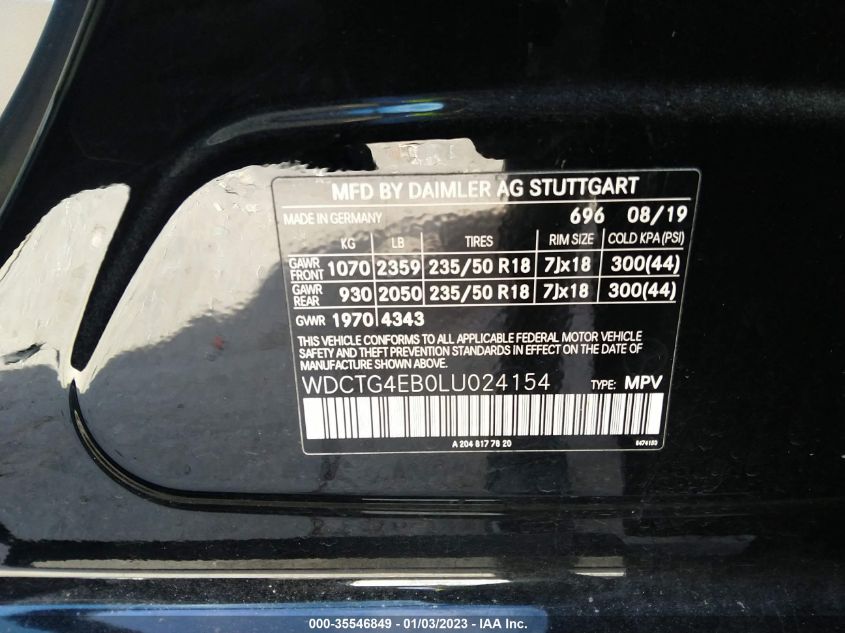 MFD BY DAIMLER AG STUTTGART
MADE IN GERMANY 696 08/19
KG LB TIRES RIM SIZE COLD KPA(PSI)
GAWR FRONT 1070 2359 235/50 R18 7Jx18 300(44)
GAWR REAR 930 2050 235/50 R18 7Jx18 300(44)
GVWR 1970 4343
THIS VEHICLE CONFORMS TO ALL APPLICABLE FEDERAL MOTOR VEHICLE
SAFETY AND THEFT PREVENTION STANDARDS IN EFFECT ON THE DATE OF
MANUFACTURE SHOWN ABOVE.
WDCTG4EB0LU024154 TYPE: MPV
A 204 817 78 20
000-35546849 - 01/03/2023 - IAA Inc.